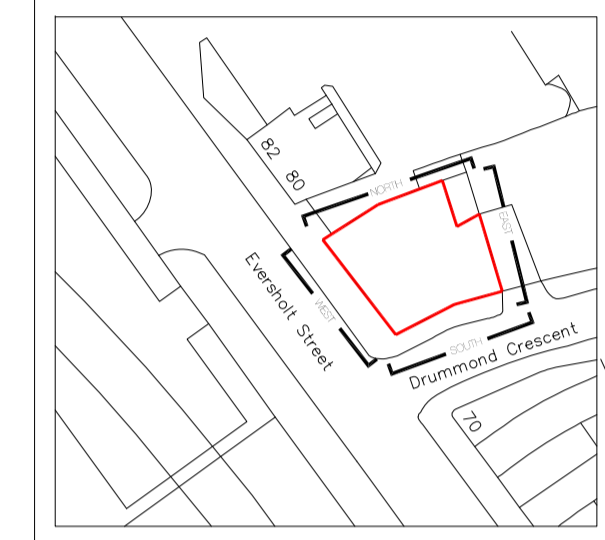 82
80
NORTH
EAST
WEST
Eversholt Street
SOUTH
Drummond Crescent
70